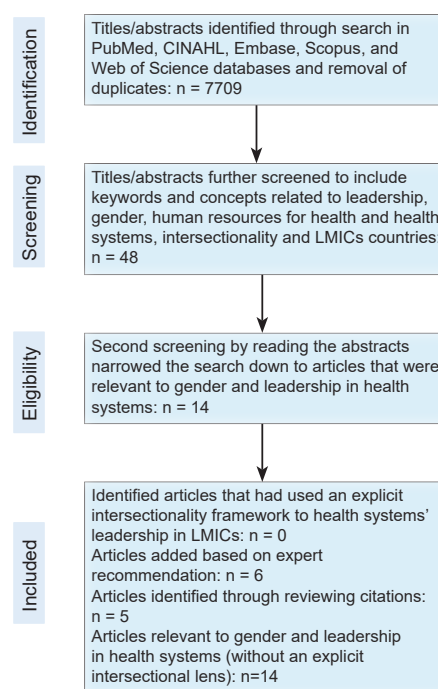 Identification
Titles/abstracts identified through search in
PubMed, CINAHL, Embase, Scopus, and
Web of Science databases and removal of
duplicates: n = 7709
Screening
Titles/abstracts further screened to include
keywords and concepts related to leadership,
gender, human resources for health and health
systems, intersectionality and LMICs countries:
n = 48
Eligibility
Second screening by reading the abstracts
narrowed the search down to articles that were
relevant to gender and leadership in health
systems: n = 14
Included
Identified articles that had used an explicit
intersectionality framework to health systems’
leadership in LMICs: n = 0
Articles added based on expert
recommendation: n = 6
Articles identified through reviewing citations:
n = 5
Articles relevant to gender and leadership
in health systems (without an explicit
intersectional lens): n=14